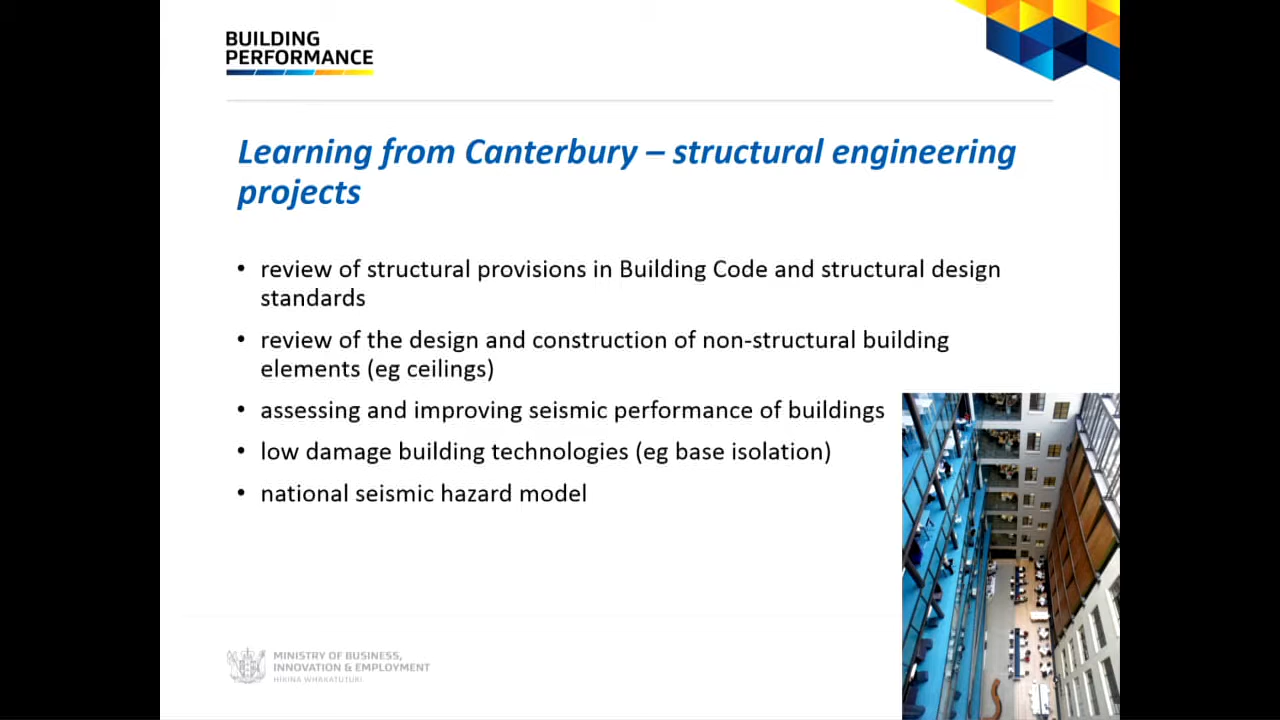 BUILDING
PERFORMANCE
Learning from Canterbury – structural engineering
projects
• review of structural provisions in Building Code and structural design
standards
• review of the design and construction of non-structural building
elements (eg ceilings)
• assessing and improving seismic performance of buildings
• low damage building technologies (eg base isolation)
• national seismic hazard model
MINISTRY OF BUSINESS,
INNOVATION & EMPLOYMENT
HĪKINA WHAKATUTUKI